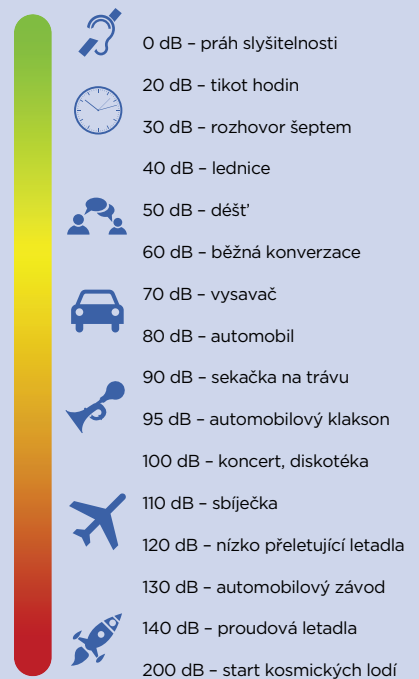 0 dB – práh slyšitelnosti
20 dB – tikot hodin
30 dB – rozhovor šeptem
40 dB – lednice
50 dB – déšť
60 dB – běžná konverzace
70 dB – vysavač
80 dB – automobil
90 dB – sekačka na trávu
95 dB – automobilový klakson
100 dB – koncert, diskotéka
110 dB – sbíječka
120 dB – nízko přeletující letadla
130 dB – automobilový závod
140 dB – proudová letadla
200 dB – start kosmických lodí